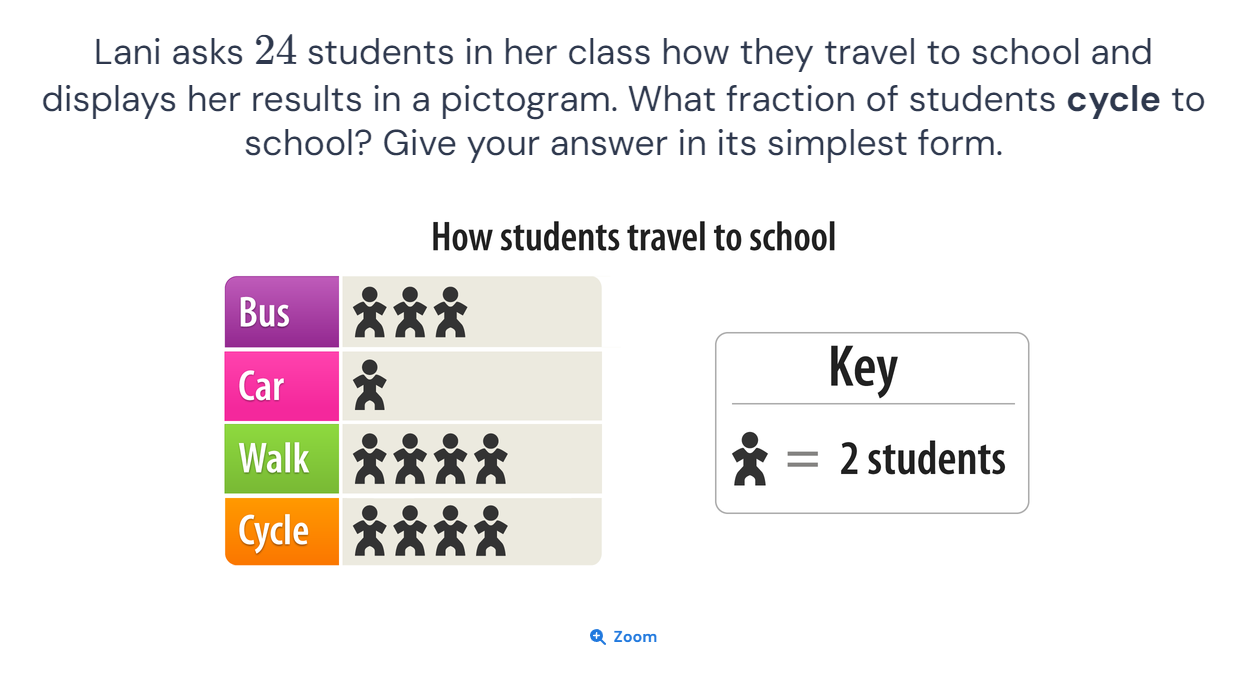 Lani asks 24 students in her class how they travel to school and
displays her results in a pictogram. What fraction of students cycle to
school? Give your answer in its simplest form.
How students travel to school
Bus
Car
Walk
Cycle
Key
= 2 students
Zoom